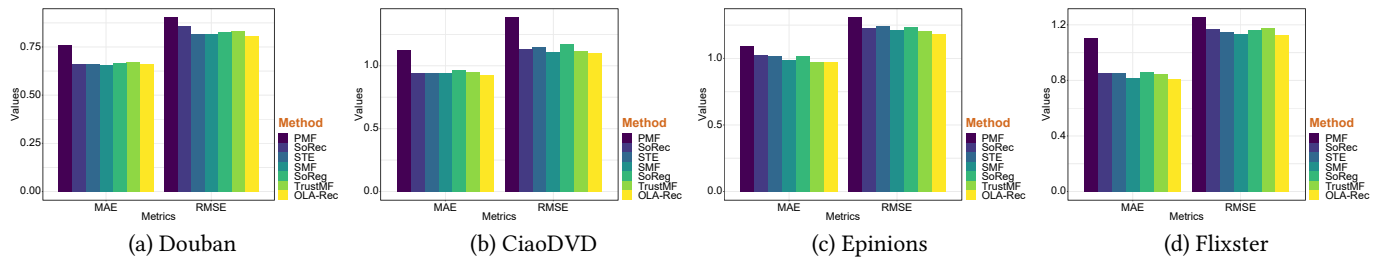 Values
0.75
0.50
0.25
0.00
MAE
RMSE
Metrics
Method
PMF
SoRec
STE
SMF
SoReg
TrustMF
OLA-Rec
(a) Douban
Values
1.0
0.5
0.0
MAE
RMSE
Metrics
Method
PMF
SoRec
STE
SMF
SoReg
TrustMF
OLA-Rec
(b) CiaoDVD
Values
1.0
0.5
0.0
MAE
RMSE
Metrics
Method
PMF
SoRec
STE
SMF
SoReg
TrustMF
OLA-Rec
(c) Epinions
Values
1.2
0.8
0.4
0.0
MAE
RMSE
Metrics
Method
PMF
SoRec
STE
SMF
SoReg
TrustMF
OLA-Rec
(d) Flixster